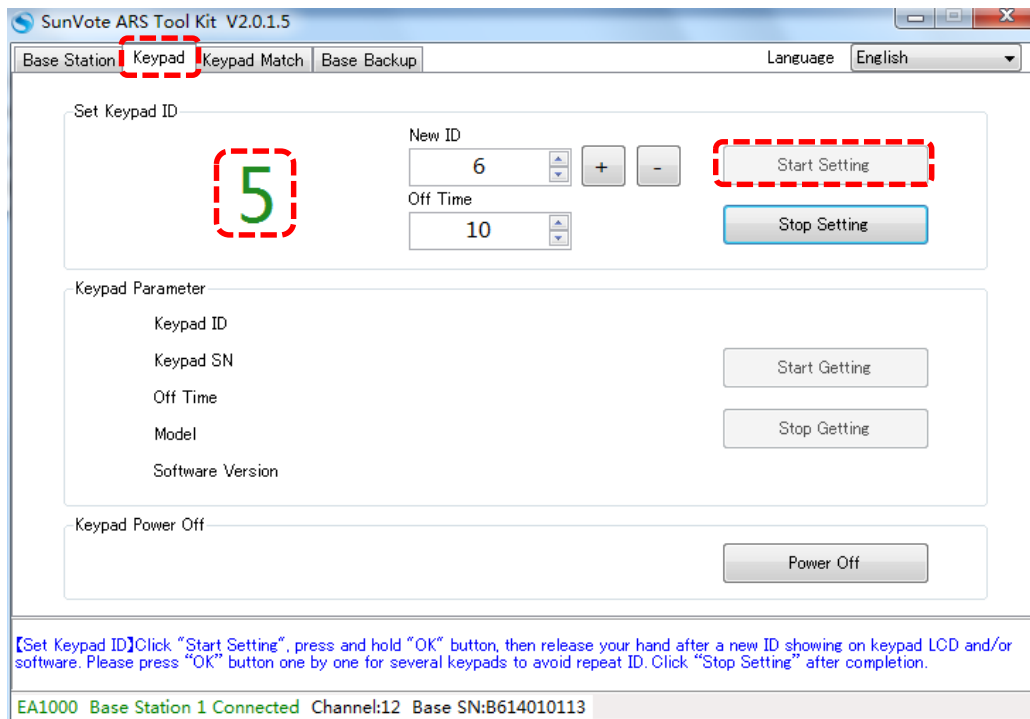 SunVote ARS Tool Kit V2.0.1.5
Base Station Keypad Keypad Match Base Backup Language English
Set Keypad ID
5
New ID
6 + -
Start Setting
Off Time
10
Stop Setting
Keypad Parameter
Keypad ID
Keypad SN
Off Time
Model
Software Version
Start Getting
Stop Getting
Keypad Power Off
Power Off
【Set Keypad ID】Click “Start Setting”, press and hold “OK” button, then release your hand after a new ID showing on keypad LCD and/or
software. Please press “OK” button one by one for several keypads to avoid repeat ID. Click “Stop Setting” after completion.
EA1000 Base Station 1 Connected Channel:12 Base SN:B614010113